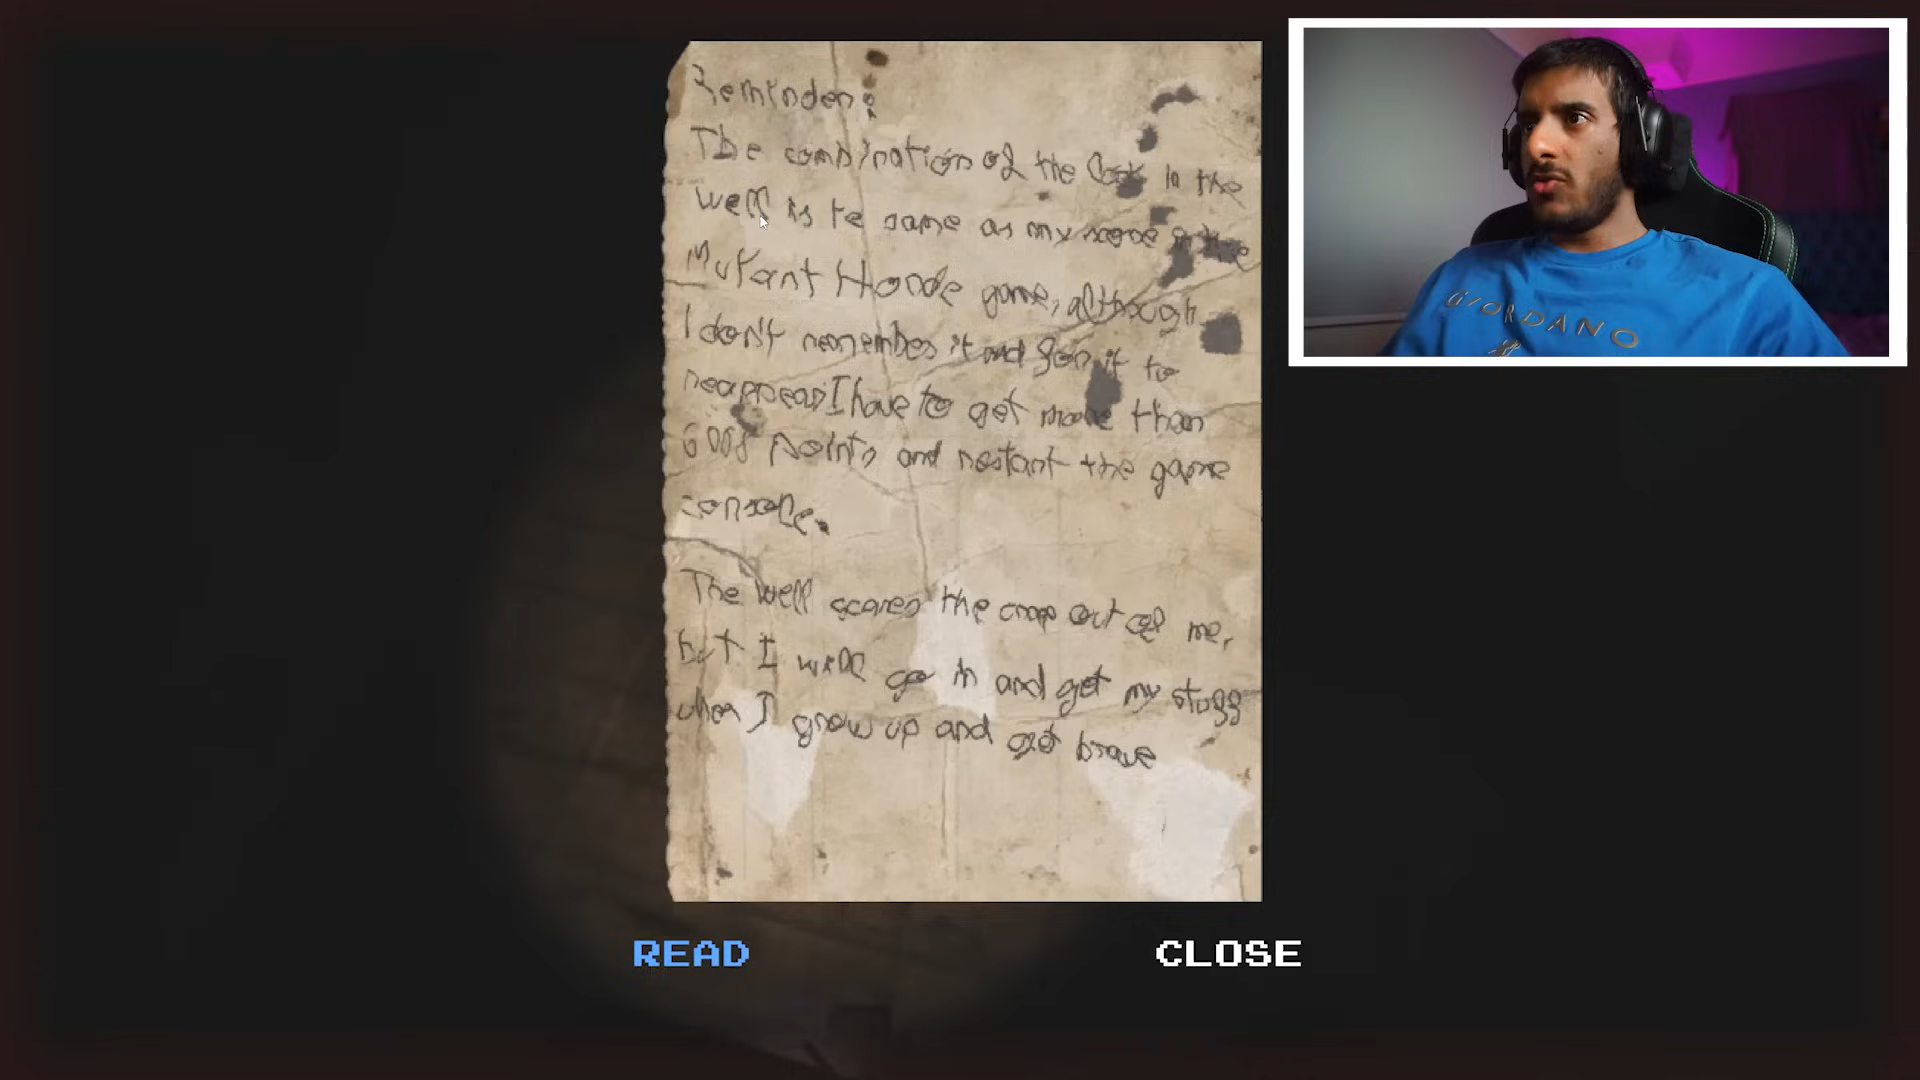 Reminder:
The combination of the lock in the
well is te same as my in the
Mutant Horde game, although
I don't remember it and for it to
reappear I have to get more than
6000 points and restart the game
console.
The well scares the crap out of me,
but I will go in and get my stuff
when I grow up and get brave
READ
CLOSE
GIORDANO